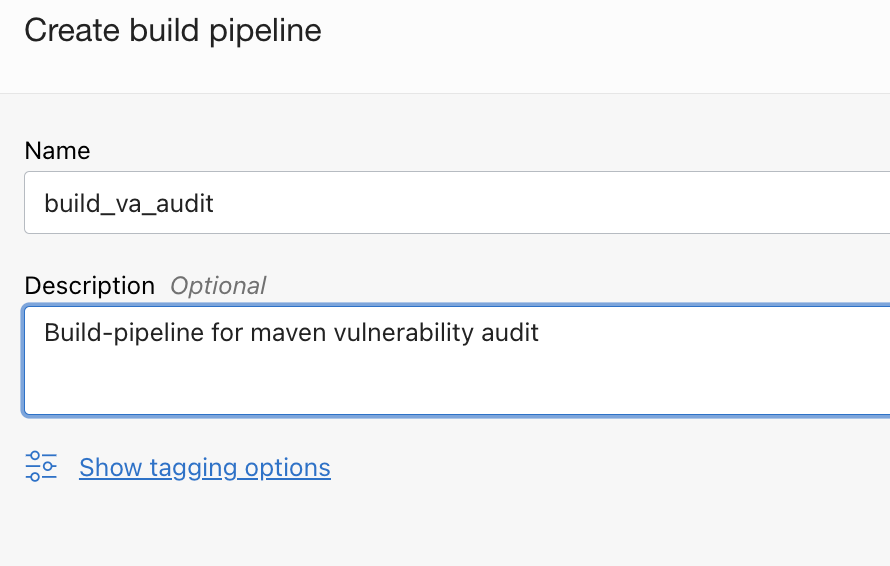 Create build pipeline
Name
build_va_audit
Description Optional
Build-pipeline for maven vulnerability audit
Show tagging options